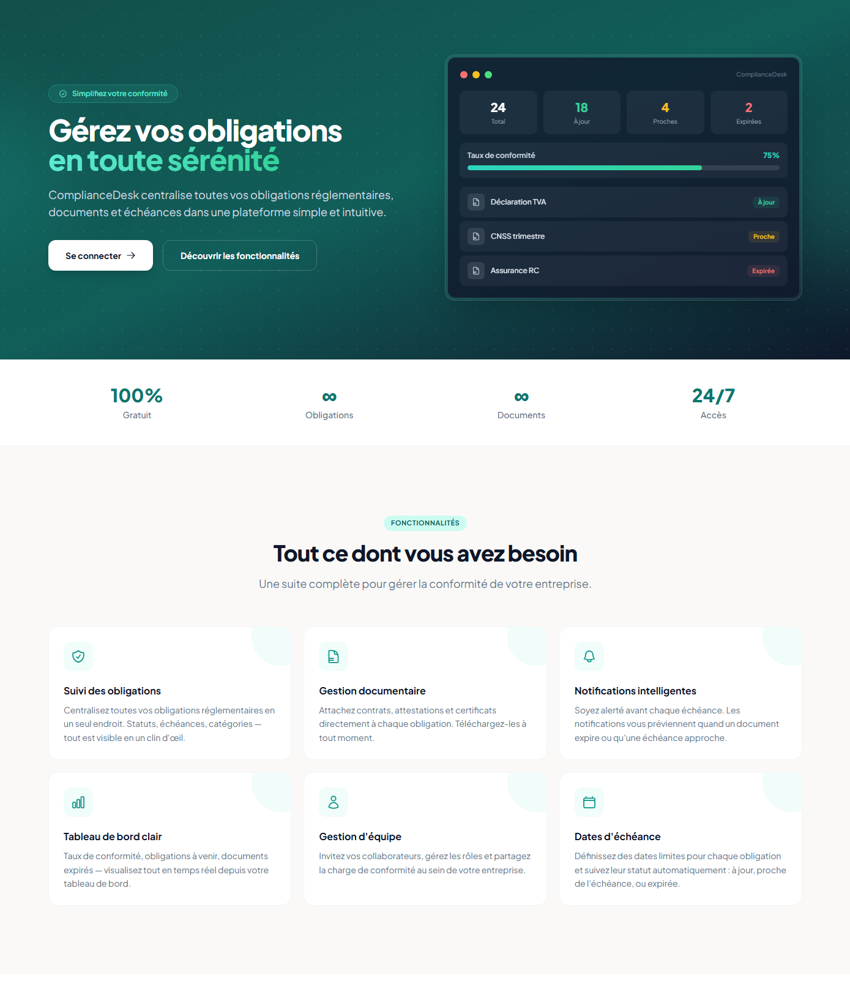 Simplifiez votre conformité
Gérez vos obligations
en toute sérénité
ComplianceDesk centralise toutes vos obligations réglementaires,
documents et échéances dans une plateforme simple et intuitive.
Se connecter →
Découvrir les fonctionnalités
ComplianceDesk
24
Total
18
À jour
4
Proches
2
Expirées
Taux de conformité
75%
Déclaration TVA
À jour
CNSS trimestre
Proche
Assurance RC
Expirée
100%
Gratuit
∞
Obligations
∞
Documents
24/7
Accès
FONCTIONNALITÉS
Tout ce dont vous avez besoin
Une suite complète pour gérer la conformité de votre entreprise.
Suivi des obligations
Centralisez toutes vos obligations réglementaires en
un seul endroit. Statuts, échéances, catégories —
tout est visible en un clin d'œil.
Gestion documentaire
Attachez contrats, attestations et certificats
directement à chaque obligation. Téléchargez-les à
tout moment.
Notifications intelligentes
Soyez alerté avant chaque échéance. Les
notifications vous préviennent quand un document
expire ou qu'une échéance approche.
Tableau de bord clair
Taux de conformité, obligations à venir, documents
expirés — visualisez tout en temps réel depuis votre
tableau de bord.
Gestion d'équipe
Invitez vos collaborateurs, gérez les rôles et partagez
la charge de conformité au sein de votre entreprise.
Dates d'échéance
Définissez des dates limites pour chaque obligation
et suivez leur statut automatiquement : à jour, proche
de l'échéance, ou expirée.